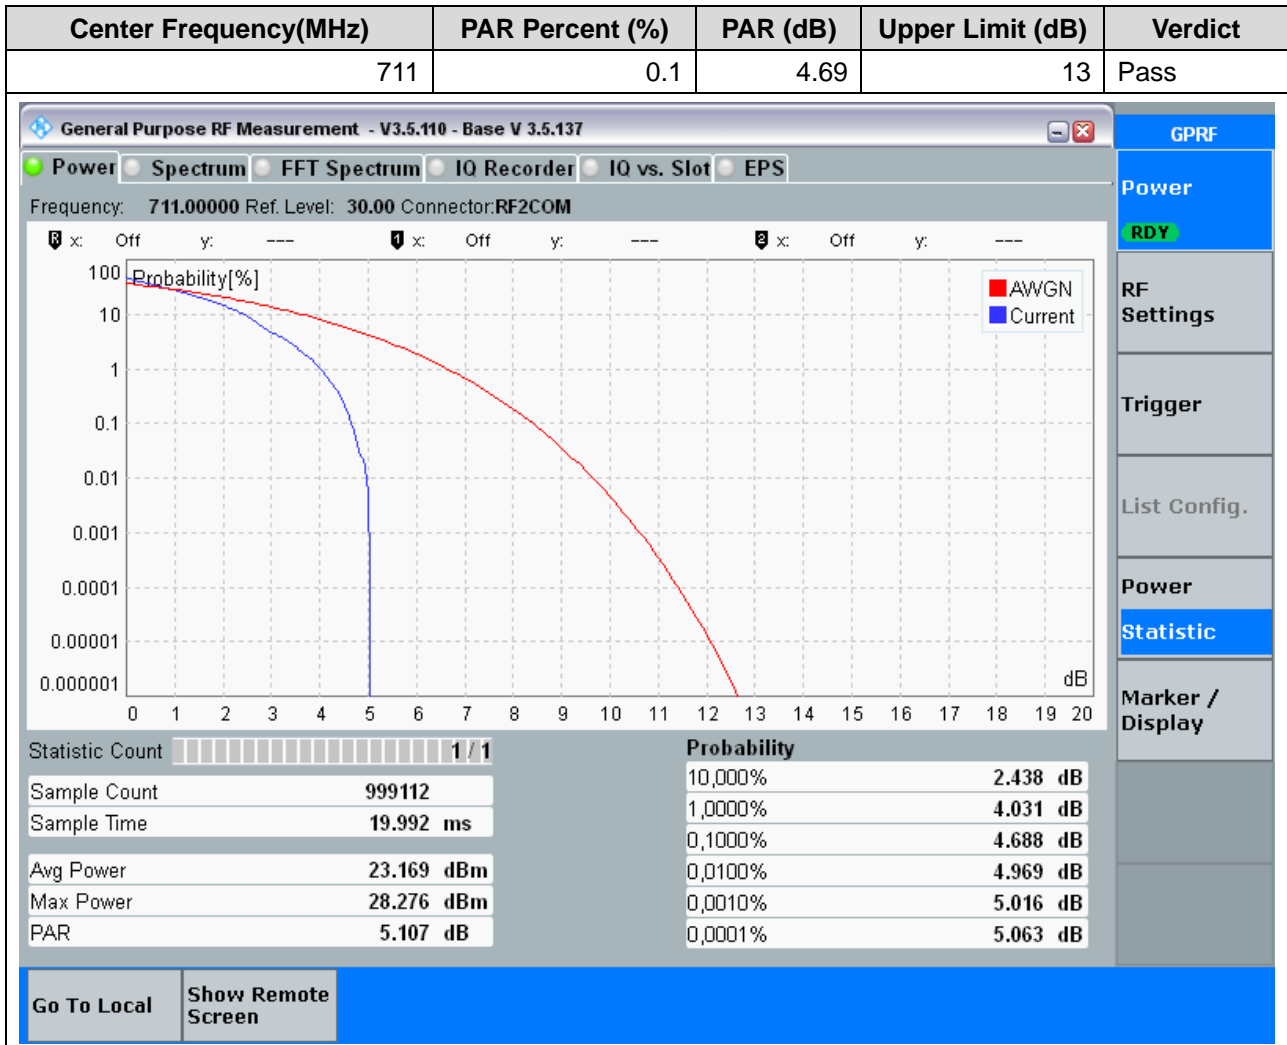 Center Frequency(MHz) PAR Percent (%) PAR (dB) Upper Limit (dB) Verdict
711 0.1 4.69 13 Pass
General Purpose RF Measurement - V3.5.110 - Base V 3.5.137
GPRF
Power Spectrum FFT Spectrum IQ Recorder IQ vs. Slot EPS
Frequency: 711.00000 Ref. Level: 30.00 Connector:RF2COM
R x: Off y: --- 1 x: Off y: --- 2 x: Off y: ---
Probability[%]
100
10
1
0.1
0.01
0.001
0.0001
0.00001
0.000001
AWGN
Current
dB
0 1 2 3 4 5 6 7 8 9 10 11 12 13 14 15 16 17 18 19 20
Statistic Count 1 / 1
Sample Count 999112
Sample Time 19.992 ms
Avg Power 23.169 dBm
Max Power 28.276 dBm
PAR 5.107 dB
Probability
10,000% 2.438 dB
1,0000% 4.031 dB
0,1000% 4.688 dB
0,0100% 4.969 dB
0,0010% 5.016 dB
0,0001% 5.063 dB
Power
RDY
RF
Settings
Trigger
List Config.
Power
Statistic
Marker /
Display
Go To Local
Show Remote
Screen